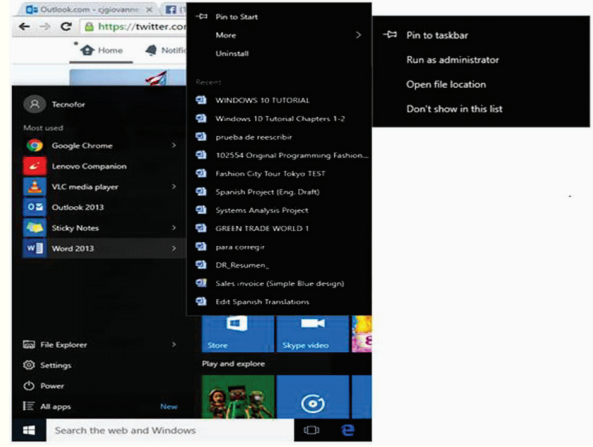 Outlook.com - cjgiovanne
https://twitter.co
Home
Notific
Tecnofor
Most used
Google Chrome
Lenovo Companion
VLC media player
Outlook 2013
Sticky Notes
Word 2013
File Explorer
Settings
Power
All apps
New
Search the web and Windows
Pin to Start
More
Uninstall
Recent
WINDOWS 10 TUTORIAL
Windows 10 Tutorial Chapters 1-2
prueba de reescribir
102554 Original Programming Fashion...
Fashion City Tour Tokyo TEST
Spanish Project (Eng. Draft)
Systems Analysis Project
GREEN TRADE WORLD 1
para corregir
DR_Resumen_
Sales invoice (Simple Blue design)
Edit Spanish Translations
Store
Skype video
Play and explore
Pin to taskbar
Run as administrator
Open file location
Don't show in this list